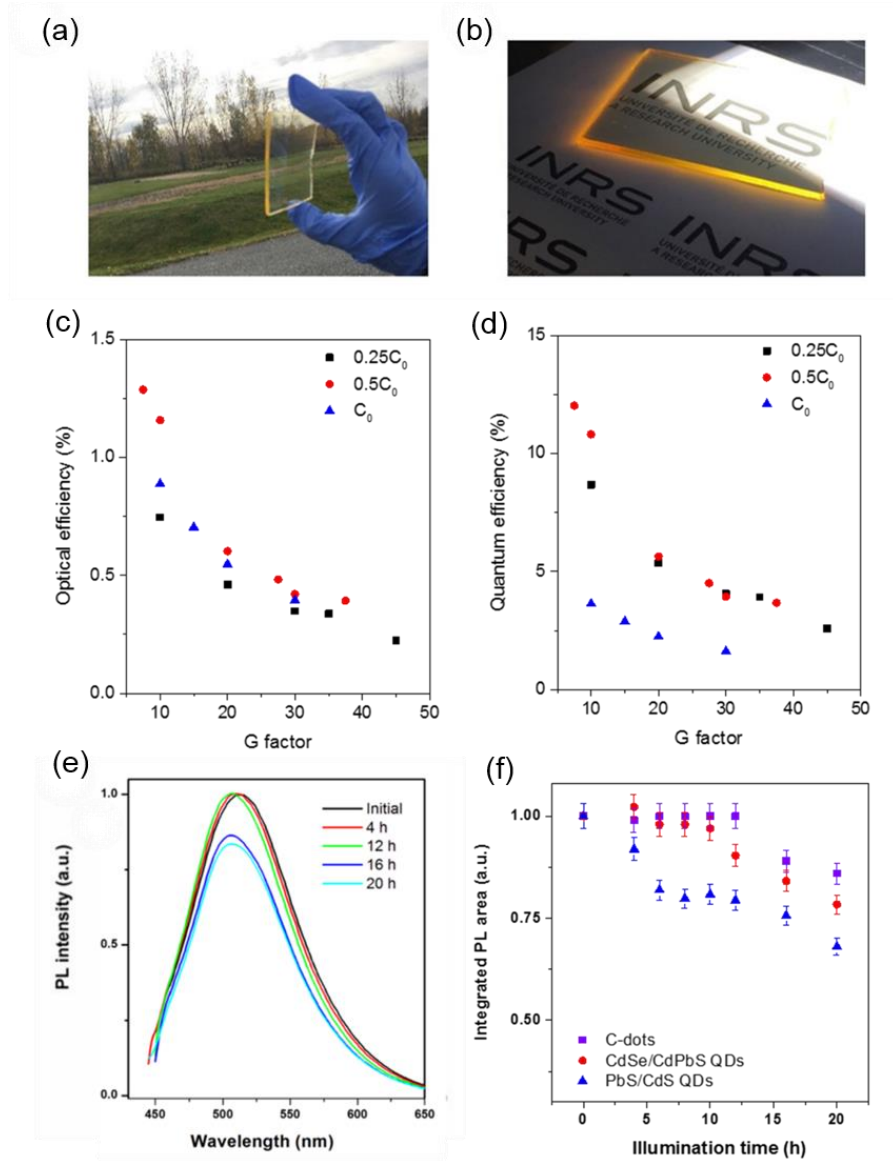 (a)
(b)
INRS
UNIVERSITÉ DE RECHERCHE
A RESEARCH UNIVERSITY
INRS
UNIVERSITÉ DE RECHERCHE
A RESEARCH UNIVERSITY
INRS
UNIVERSITÉ
A RESEARCH
(c)
1.5
1.0
0.5
0.0
Optical efficiency (%)
0.25C₀
0.5C₀
C₀
10
20
30
40
50
G factor
(d)
15
10
5
0
Quantum efficiency (%)
0.25C₀
0.5C₀
C₀
10
20
30
40
50
G factor
(e)
1.0
0.5
0.0
PL intensity (a.u.)
Initial
4 h
12 h
16 h
20 h
450
500
550
600
650
Wavelength (nm)
(f)
1.00
0.75
0.50
Integrated PL area (a.u.)
C-dots
CdSe/CdPbS QDs
PbS/CdS QDs
0
5
10
15
20
Illumination time (h)